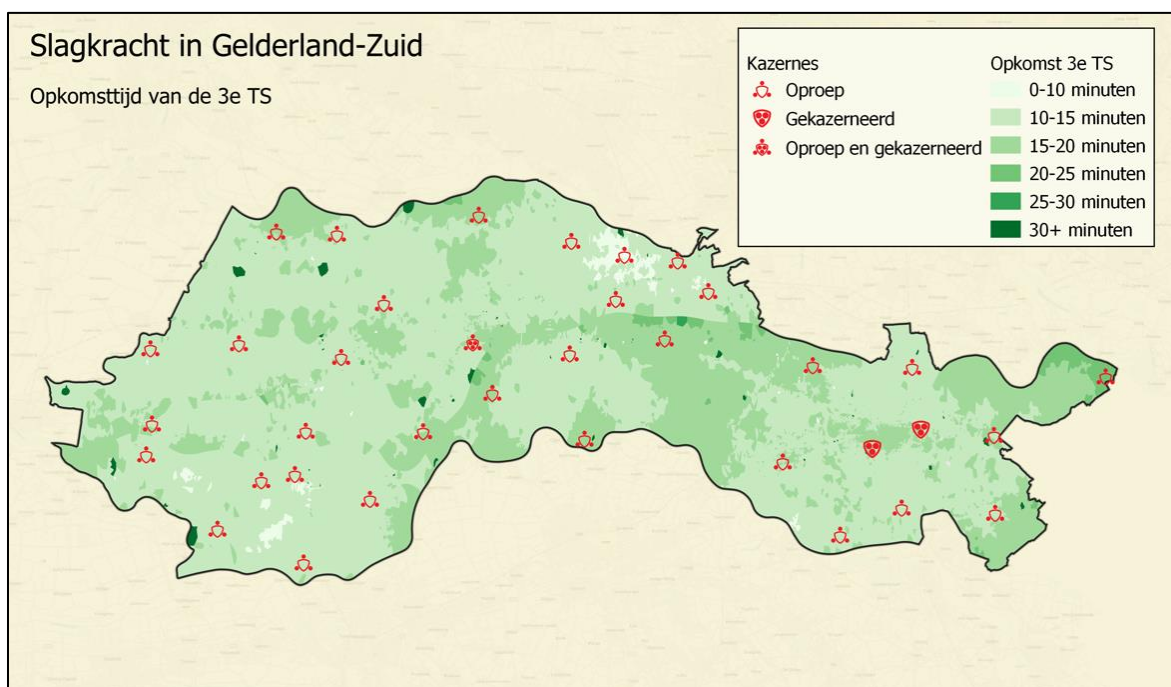 Slagkracht in Gelderland-Zuid
Opkomsttijd van de 3e TS
Kazernes
Oproep
Gekazerneerd
Oproep en gekazerneerd
Opkomst 3e TS
0-10 minuten
10-15 minuten
15-20 minuten
20-25 minuten
25-30 minuten
30+ minuten